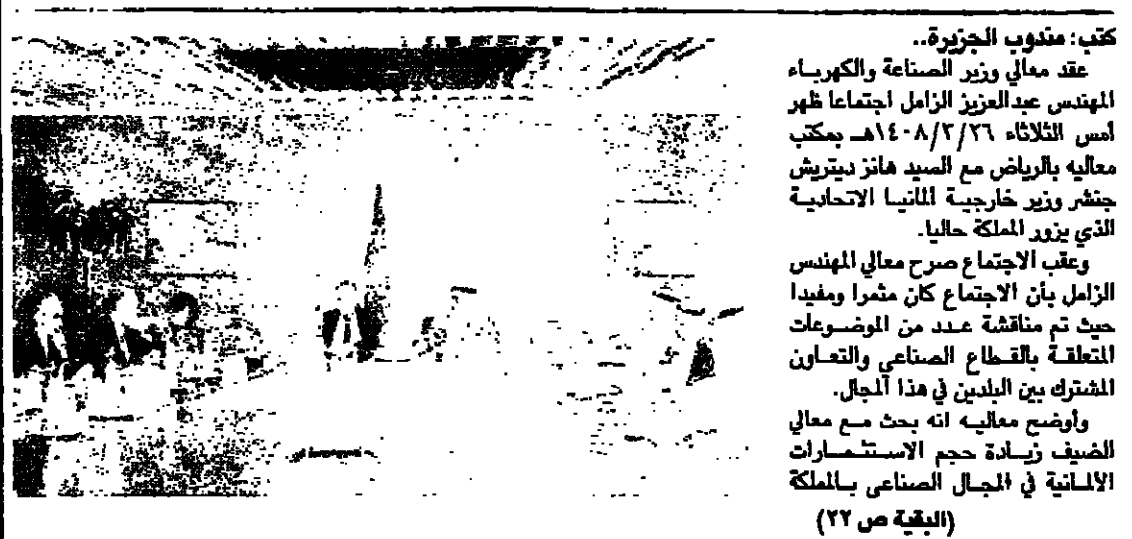 كتب: مندوب الجزيرة..
عقد معالي وزير الصناعة والكهرباء
المهندس عبدالعزيز الزامل اجتماعا ظهر
أمس الثلاثاء ١٤٠٨/٣/٢٦هـ بمكتب
معاليه بالرياض مع السيد هانز ديتريش
جنشر وزير خارجية المانيا الاتحادية
الذي يزور المملكة حاليا.
وعقب الاجتماع صرح معالي المهندس
الزامل بأن الاجتماع كان مثمرا ومفيدا
حيث تم مناقشة عدد من الموضوعات
المتعلقة بالقطاع الصناعي والتعاون
المشترك بين البلدين في هذا المجال.
وأوضح معاليه انه بحث مع معالي
الضيف زيادة حجم الاستثمارات
الالمانية في المجال الصناعى بالمملكة
(البقية ص ٢٢)